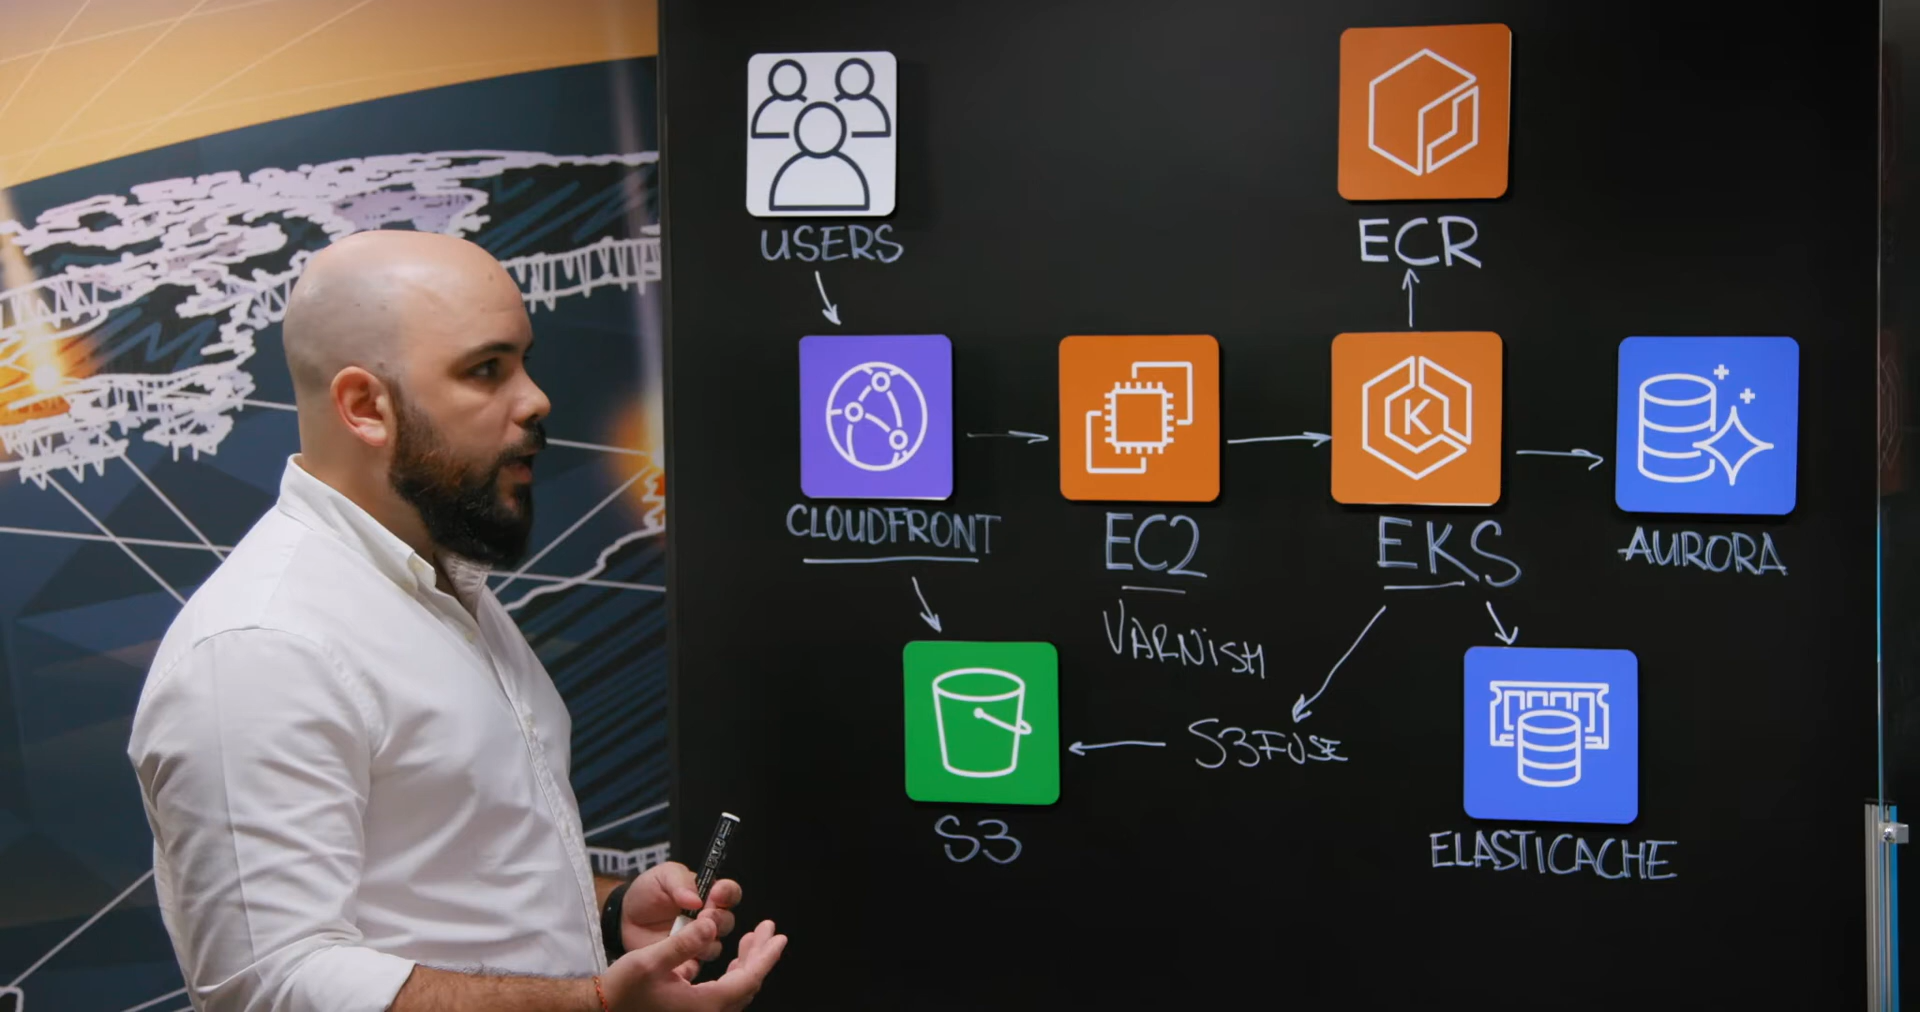 USERS
ECR
K
CLOUDFRONT
EC2
EKS
AURORA
VARNISH
S3FUSE
S3
ELASTICACHE